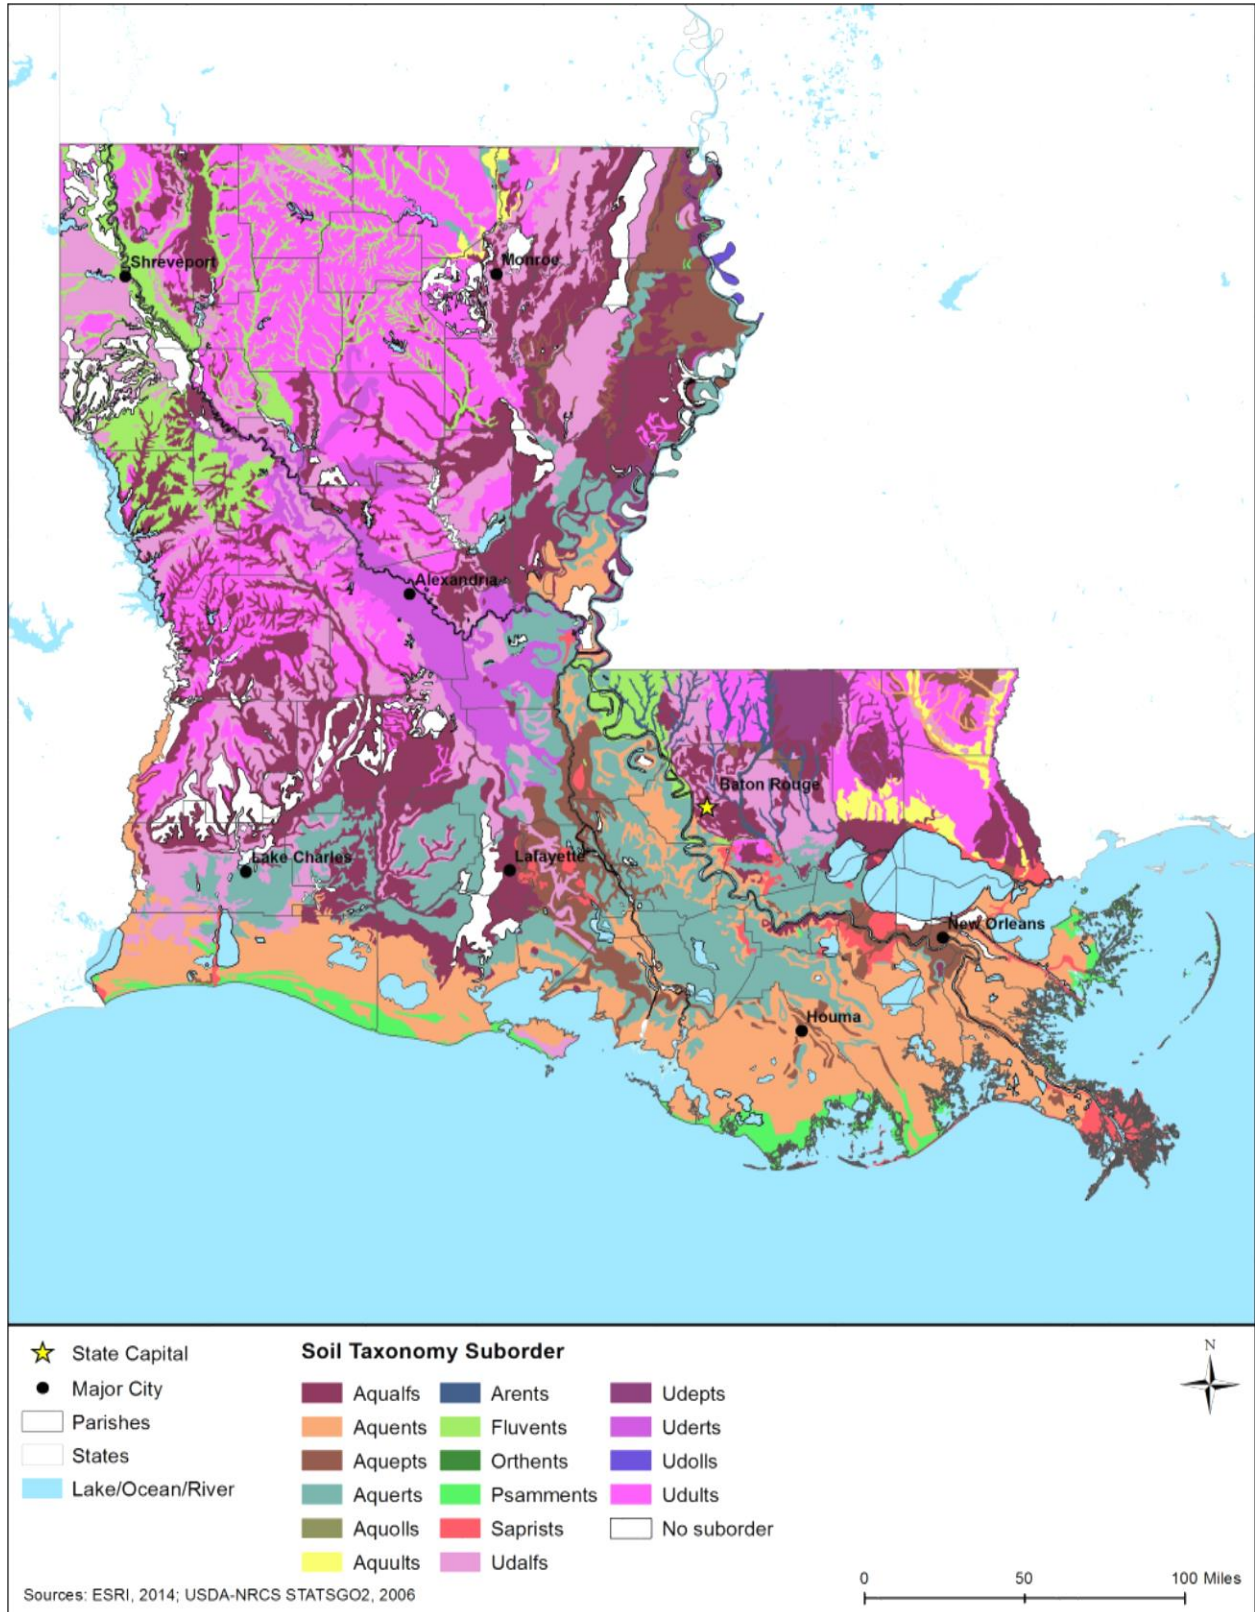 Shreveport
Monroe
Alexandria
Baton Rouge
Lake Charles
Lafayette
New Orleans
Houma
State Capital
Major City
Parishes
States
Lake/Ocean/River
Soil Taxonomy Suborder
Aqualfs
Aquents
Aquepts
Aquerts
Aquolls
Aquults
Arents
Fluvents
Orthents
Psamments
Saprists
Udalfs
Udepts
Uderts
Udolls
Udults
No suborder
N
0 50 100 Miles
Sources: ESRI, 2014; USDA-NRCS STATSGO2, 2006